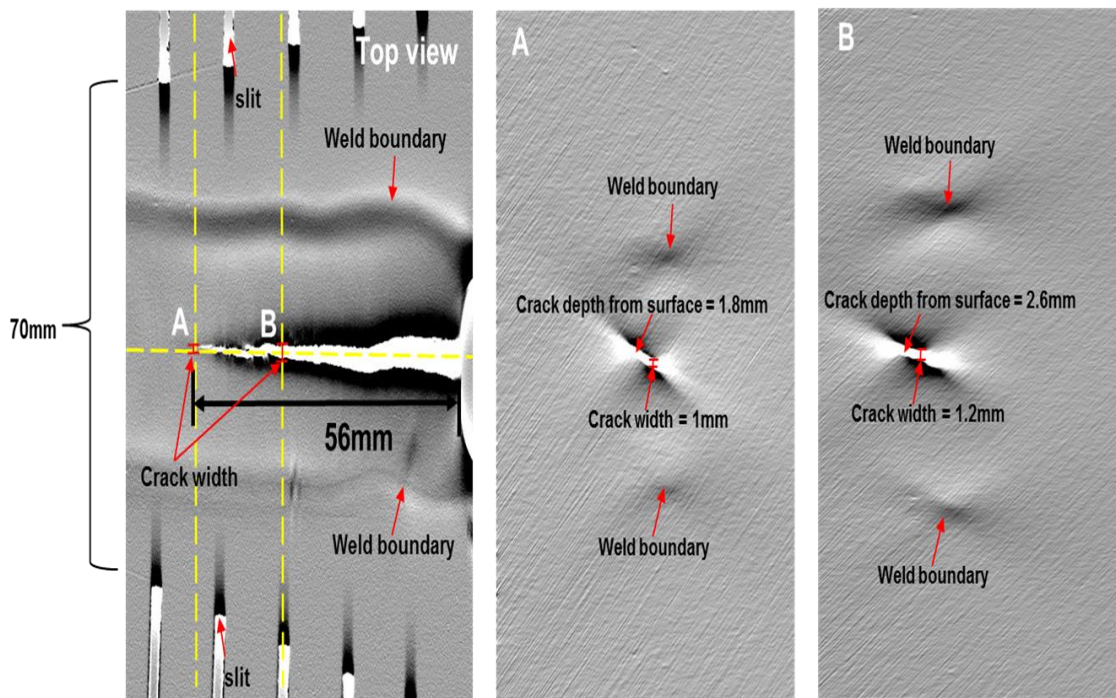 Top view
slit
Weld boundary
70mm
A
B
56mm
Crack width
Weld boundary
slit
A
Weld boundary
Crack depth from surface = 1.8mm
Crack width = 1mm
Weld boundary
B
Weld boundary
Crack depth from surface = 2.6mm
Crack width = 1.2mm
Weld boundary